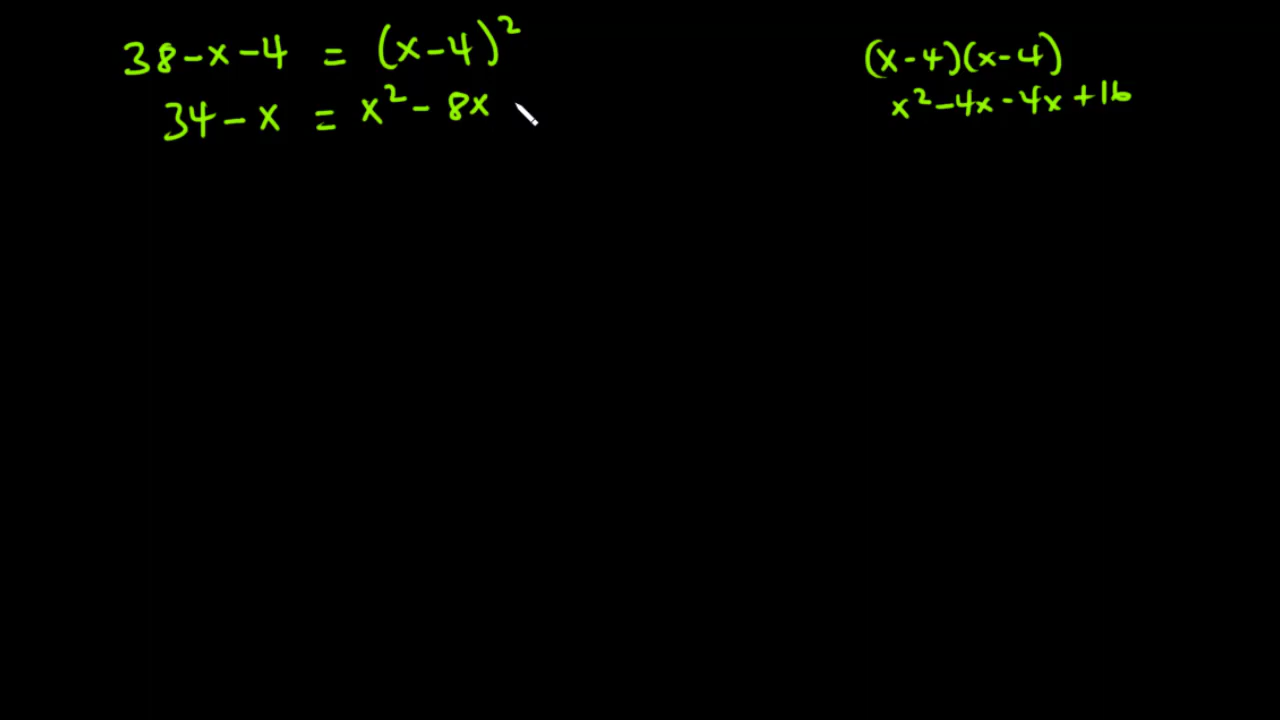 38-x-4 = (x-4)²
34-x = x²-8x
(x-4)(x-4)
x²-4x-4x+16